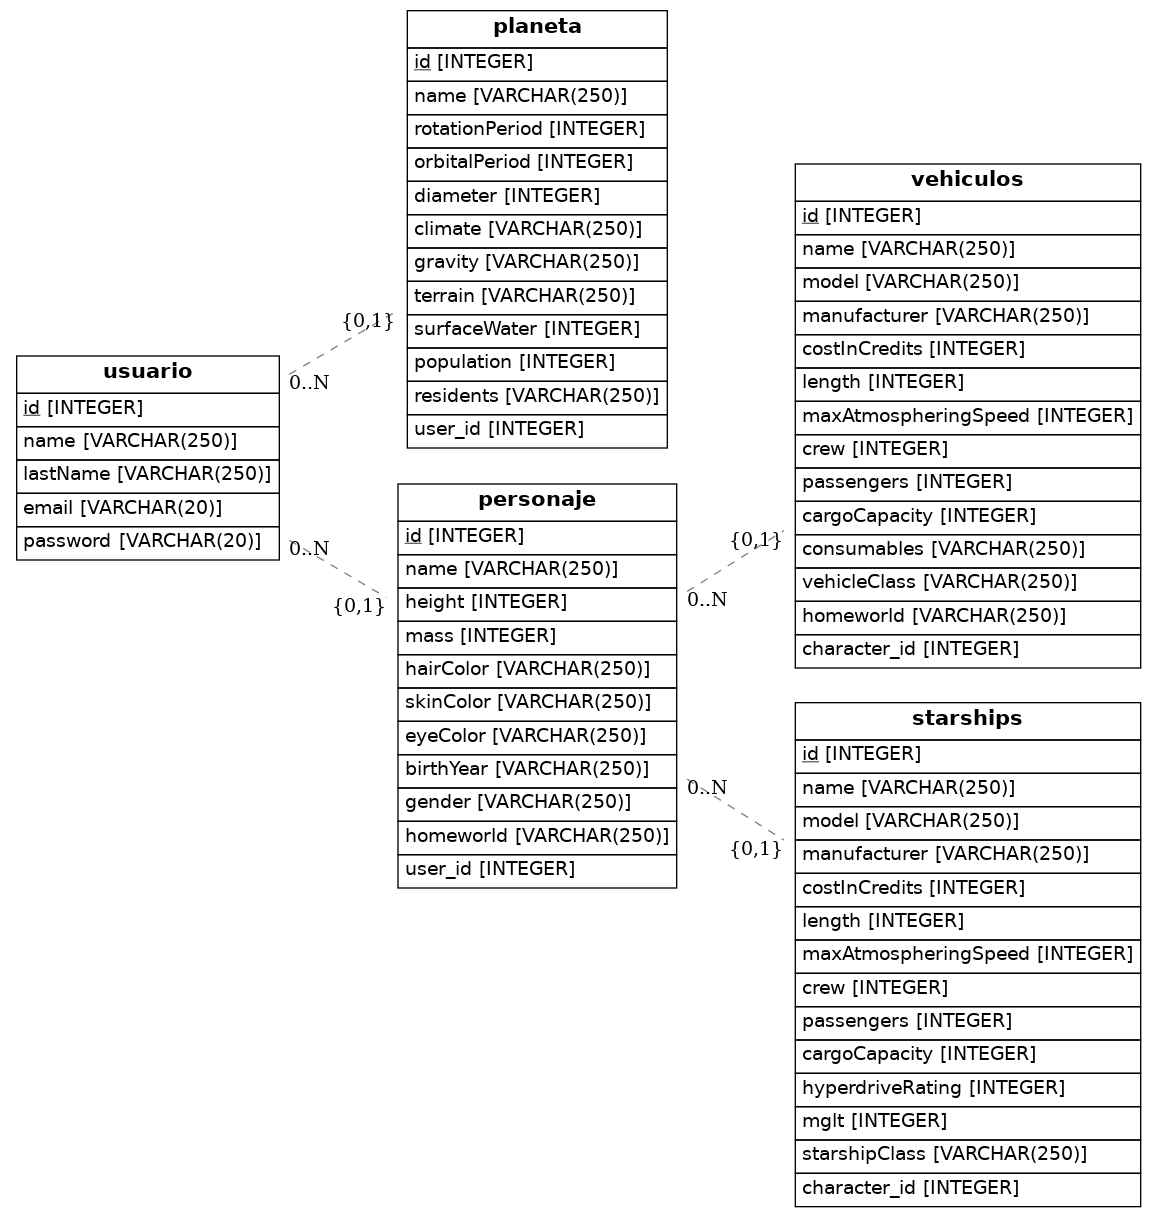 planeta
id [INTEGER]
name [VARCHAR(250)]
rotationPeriod [INTEGER]
orbitalPeriod [INTEGER]
diameter [INTEGER]
climate [VARCHAR(250)]
gravity [VARCHAR(250)]
terrain [VARCHAR(250)]
surfaceWater [INTEGER]
population [INTEGER]
residents [VARCHAR(250)]
user_id [INTEGER]
{0,1}
0..N
usuario
id [INTEGER]
name [VARCHAR(250)]
lastName [VARCHAR(250)]
email [VARCHAR(20)]
password [VARCHAR(20)]
0..N
{0,1}
personaje
id [INTEGER]
name [VARCHAR(250)]
height [INTEGER]
mass [INTEGER]
hairColor [VARCHAR(250)]
skinColor [VARCHAR(250)]
eyeColor [VARCHAR(250)]
birthYear [VARCHAR(250)]
gender [VARCHAR(250)]
homeworld [VARCHAR(250)]
user_id [INTEGER]
{0,1}
0..N
0..N
{0,1}
vehiculos
id [INTEGER]
name [VARCHAR(250)]
model [VARCHAR(250)]
manufacturer [VARCHAR(250)]
costInCredits [INTEGER]
length [INTEGER]
maxAtmospheringSpeed [INTEGER]
crew [INTEGER]
passengers [INTEGER]
cargoCapacity [INTEGER]
consumables [VARCHAR(250)]
vehicleClass [VARCHAR(250)]
homeworld [VARCHAR(250)]
character_id [INTEGER]
starships
id [INTEGER]
name [VARCHAR(250)]
model [VARCHAR(250)]
manufacturer [VARCHAR(250)]
costInCredits [INTEGER]
length [INTEGER]
maxAtmospheringSpeed [INTEGER]
crew [INTEGER]
passengers [INTEGER]
cargoCapacity [INTEGER]
hyperdriveRating [INTEGER]
mglt [INTEGER]
starshipClass [VARCHAR(250)]
character_id [INTEGER]